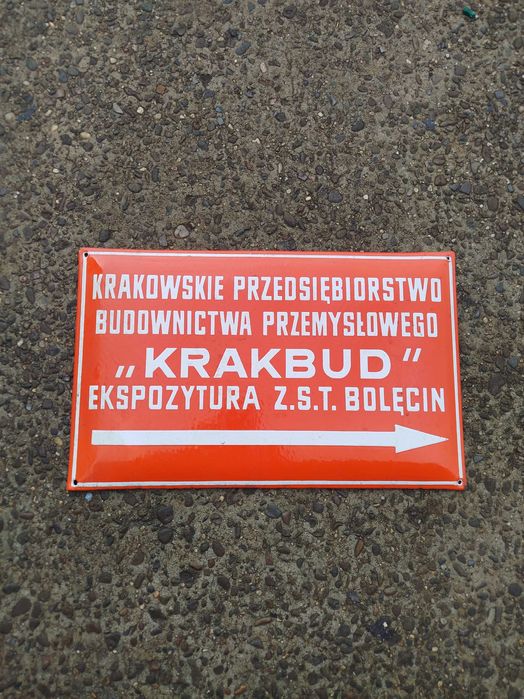 KRAKOWSKIE PRZEDSIĘBIORSTWO
BUDOWNICTWA PRZEMYSŁOWEGO
„KRAKBUD”
EKSPOZYTURA Z.S.T. BOLĘCIN